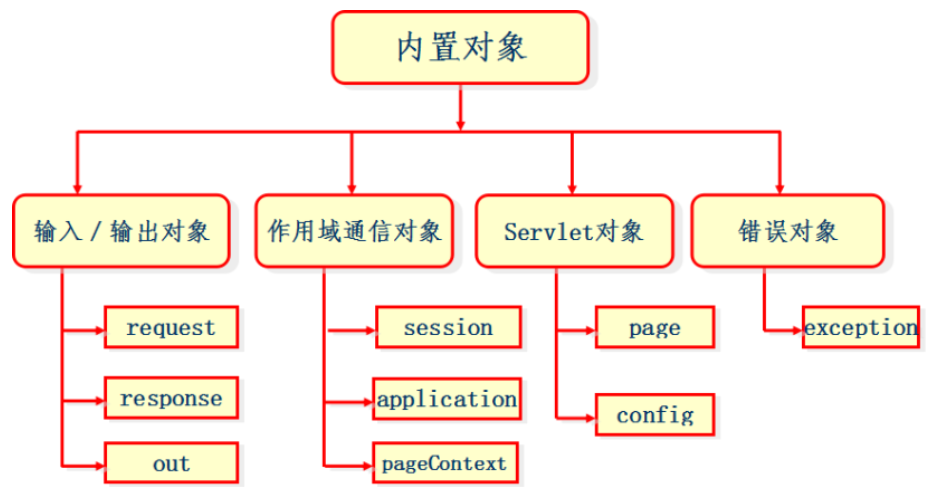 内置对象
输入/输出对象
作用域通信对象
Servlet对象
错误对象
request
session
page
exception
response
application
config
out
pageContext